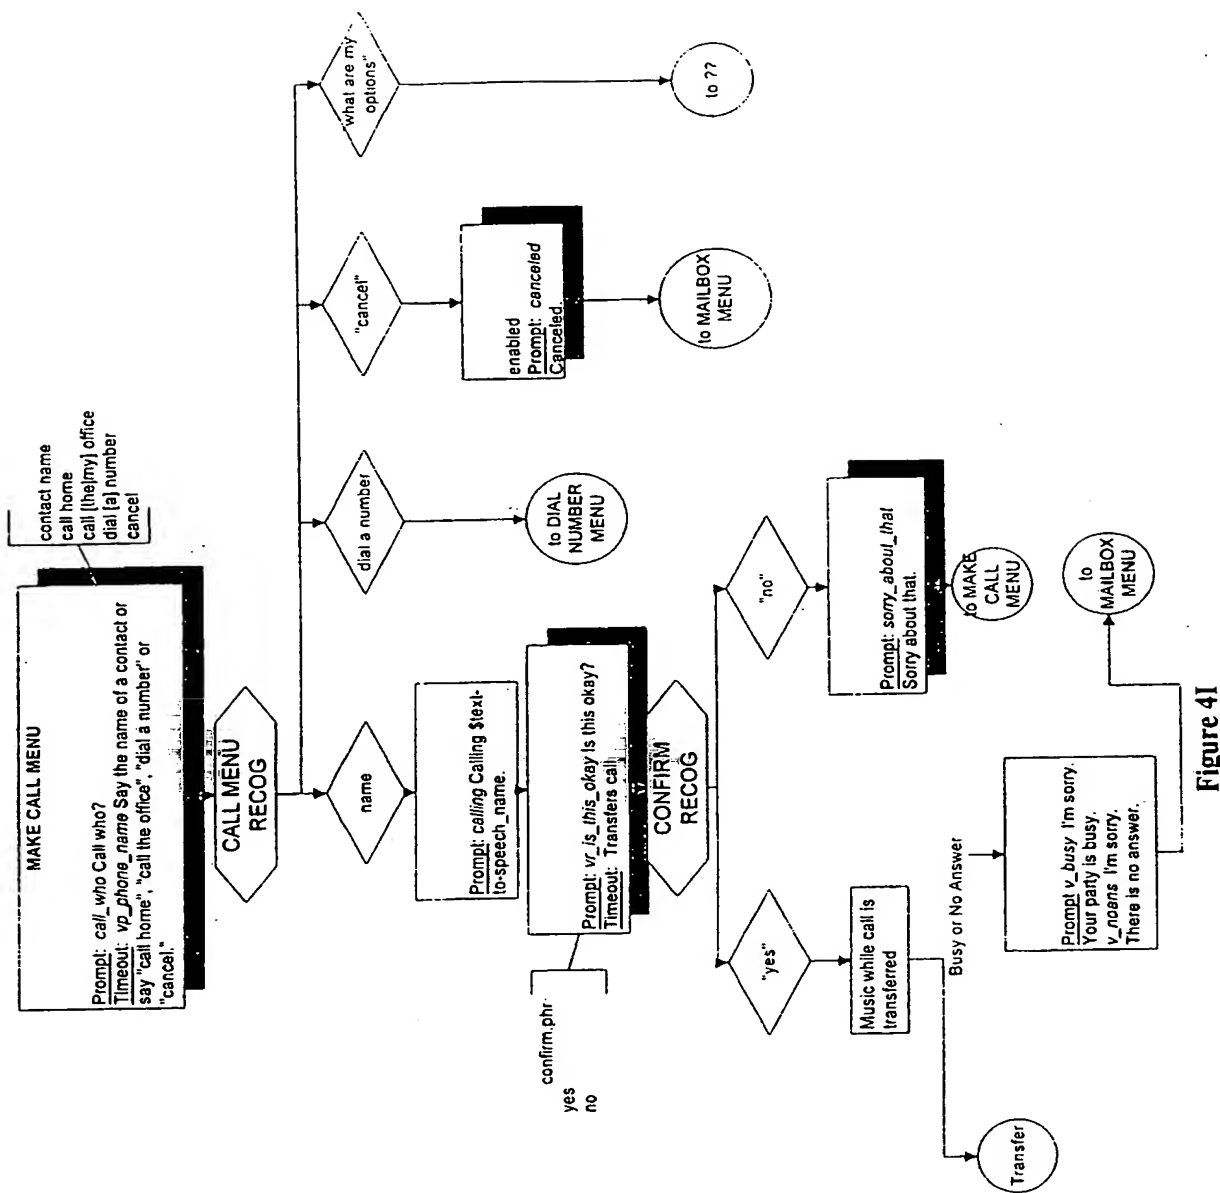 MAKE CALL MENU
Prompt: call_who Call who?
Timeout: vp_phone_name Say the name of a contact or
say "call home", "call the office", "dial a number" or
"cancel."
contact name
call home
call [the|my] office
dial [a] number
cancel
CALL MENU
RECOG
name
dial a number
"cancel"
what are my
options"
Prompt: calling Calling $text-
to-speech_name.
to DIAL
NUMBER
MENU
enabled
Prompt: canceled
Canceled.
to ??
to MAILBOX
MENU
Prompt: vr_is_this_okay Is this okay?
Timeout: Transfers call
confirm.phr
yes
no
CONFIRM
RECOG
"yes"
"no"
Music while call is
transferred
Prompt: sorry_about_that
Sorry about that.
to MAKE
CALL
MENU
Busy or No Answer
Transfer
Prompt v_busy I'm sorry.
Your party is busy.
v_noans I'm sorry.
There is no answer.
to
MAILBOX
MENU
Figure 4I